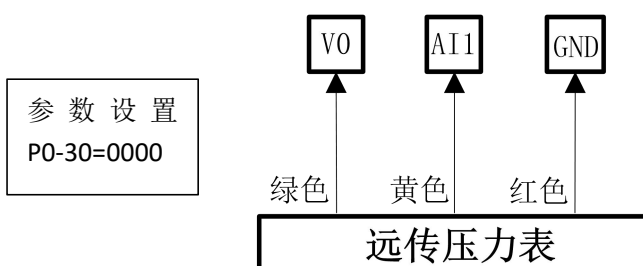 V0 AI1 GND
参数设置
P0-30=0000
绿色 黄色 红色
远传压力表